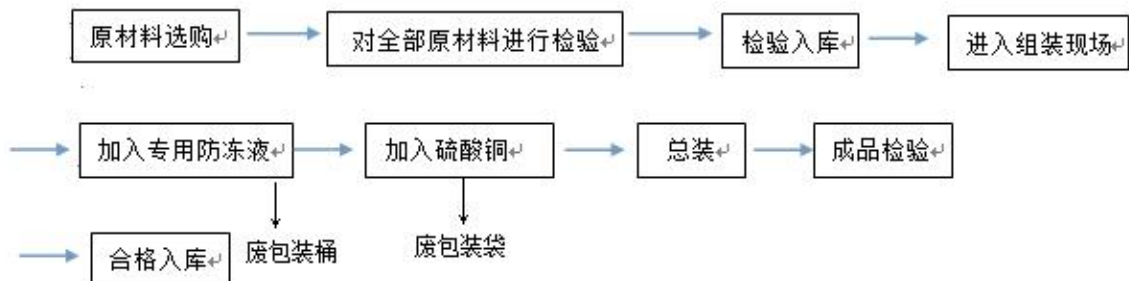 原材料选购↵
对全部原材料进行检验↵
检验入库↵
进入组装现场↵
加入专用防冻液↵
加入硫酸铜↵
总装↵
成品检验↵
废包装桶
废包装袋
合格入库↵